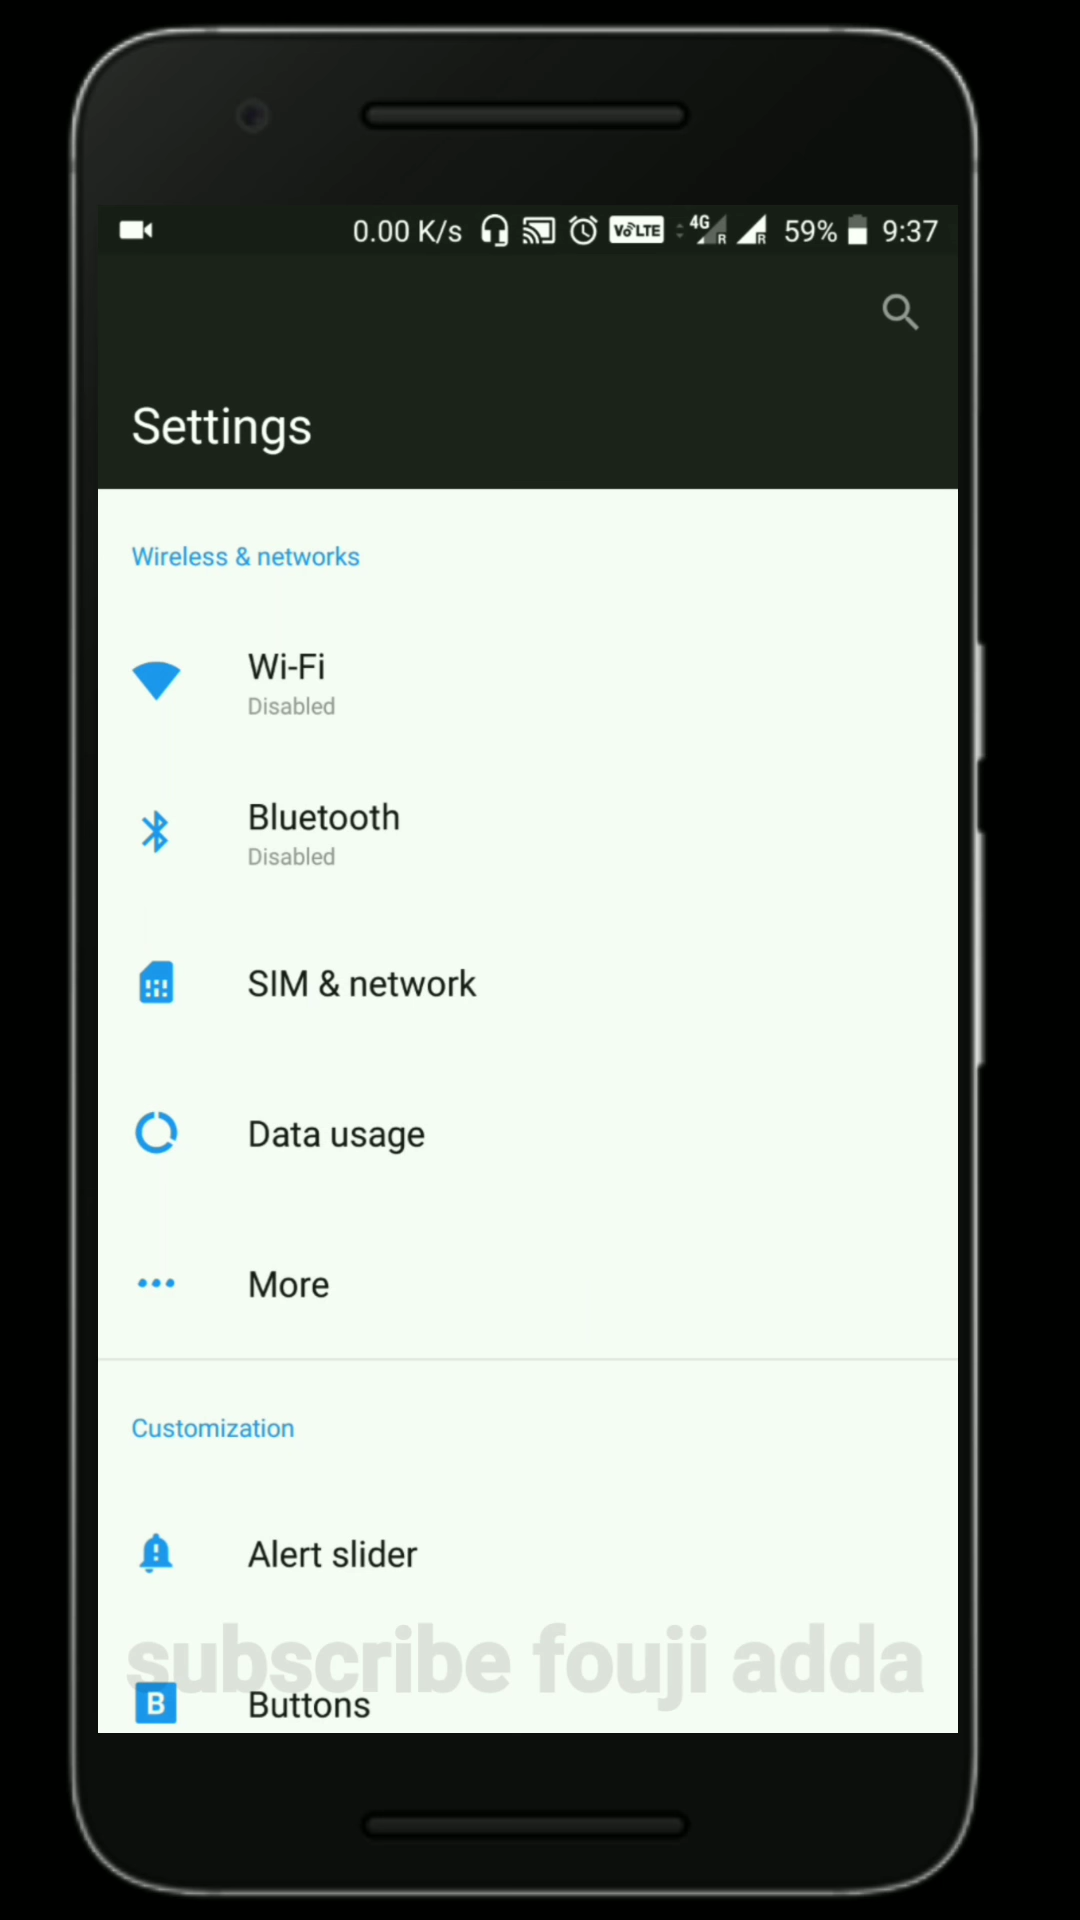 0.00 K/s VoLTE 4G R R 59% 9:37
Settings
Wireless & networks
Wi-Fi
Disabled
Bluetooth
Disabled
SIM & network
Data usage
More
Customization
Alert slider
subscribe fouji adda
B Buttons